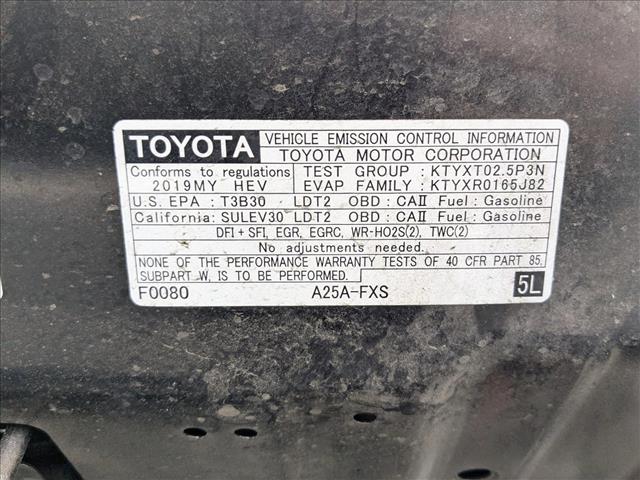 TOYOTA VEHICLE EMISSION CONTROL INFORMATION
TOYOTA MOTOR CORPORATION
Conforms to regulations TEST GROUP : KTYXT02.5P3N
2019MY HEV EVAP FAMILY : KTYXR0165J82
U.S. EPA : T3B30 LDT2 OBD : CAⅡ Fuel : Gasoline
California: SULEV30 LDT2 OBD : CAⅡ Fuel : Gasoline
DFI + SFI, EGR, EGRC, WR-HO2S(2), TWC(2)
No adjustments needed.
NONE OF THE PERFORMANCE WARRANTY TESTS OF 40 CFR PART 85,
SUBPART W, IS TO BE PERFORMED.
F0080 A25A-FXS 5L